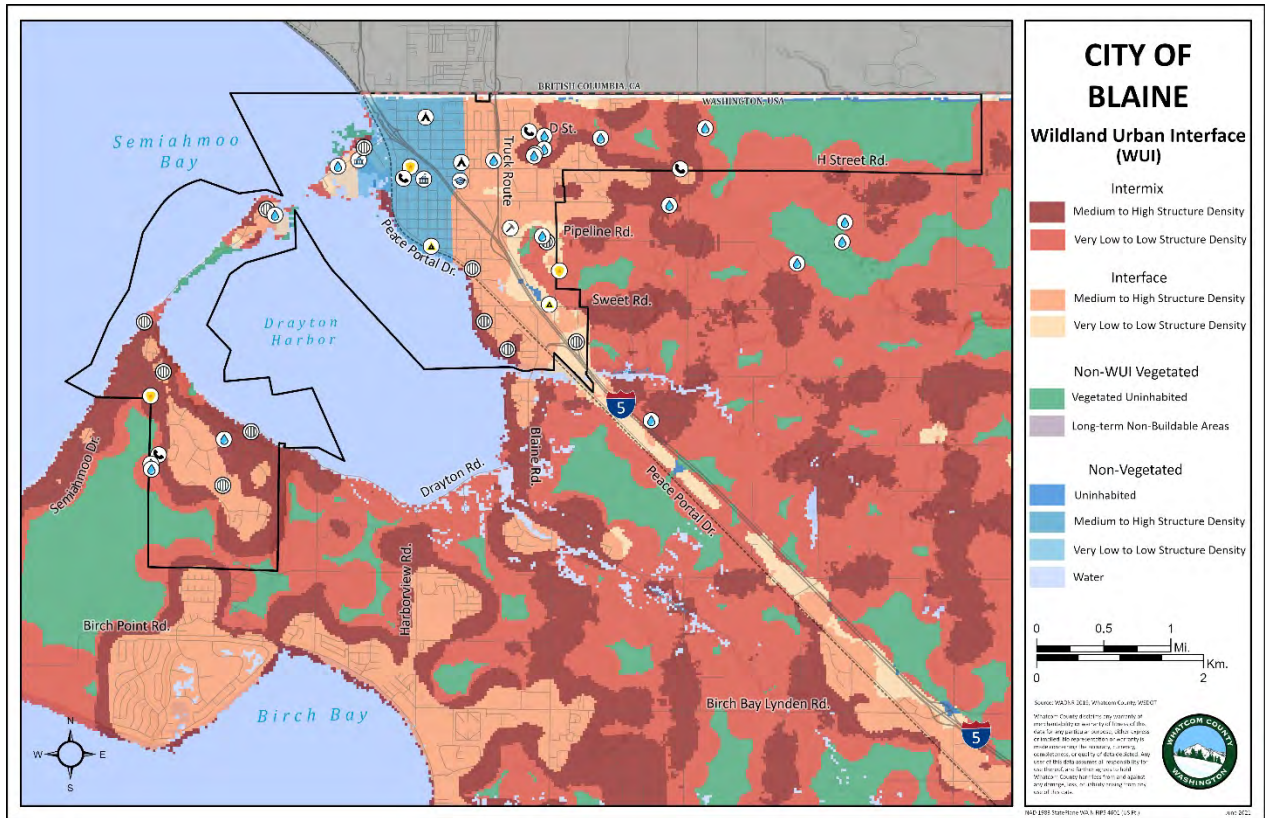 BRITISH COLUMBIA, CA
WASHINGTON, USA
Semiahmoo
Bay
D St.
H Street Rd.
Truck Route
Pipeline Rd.
Peace Portal Dr.
Sweet Rd.
Drayton
Harbor
5
Semiahmoo Dr.
Drayton Rd.
Blaine Rd.
Peace Portal Dr.
Harborview Rd.
Birch Point Rd.
Birch Bay Lynden Rd.
Birch Bay
5
N
W E
S
CITY OF
BLAINE
Wildland Urban Interface
(WUI)
Intermix
Medium to High Structure Density
Very Low to Low Structure Density
Interface
Medium to High Structure Density
Very Low to Low Structure Density
Non-WUI Vegetated
Vegetated Uninhabited
Long-term Non-Buildable Areas
Non-Vegetated
Uninhabited
Medium to High Structure Density
Very Low to Low Structure Density
Water
0 0.5 1
Mi.
Km.
0 2
WHATCOM COUNTY
WASHINGTON
June 2021